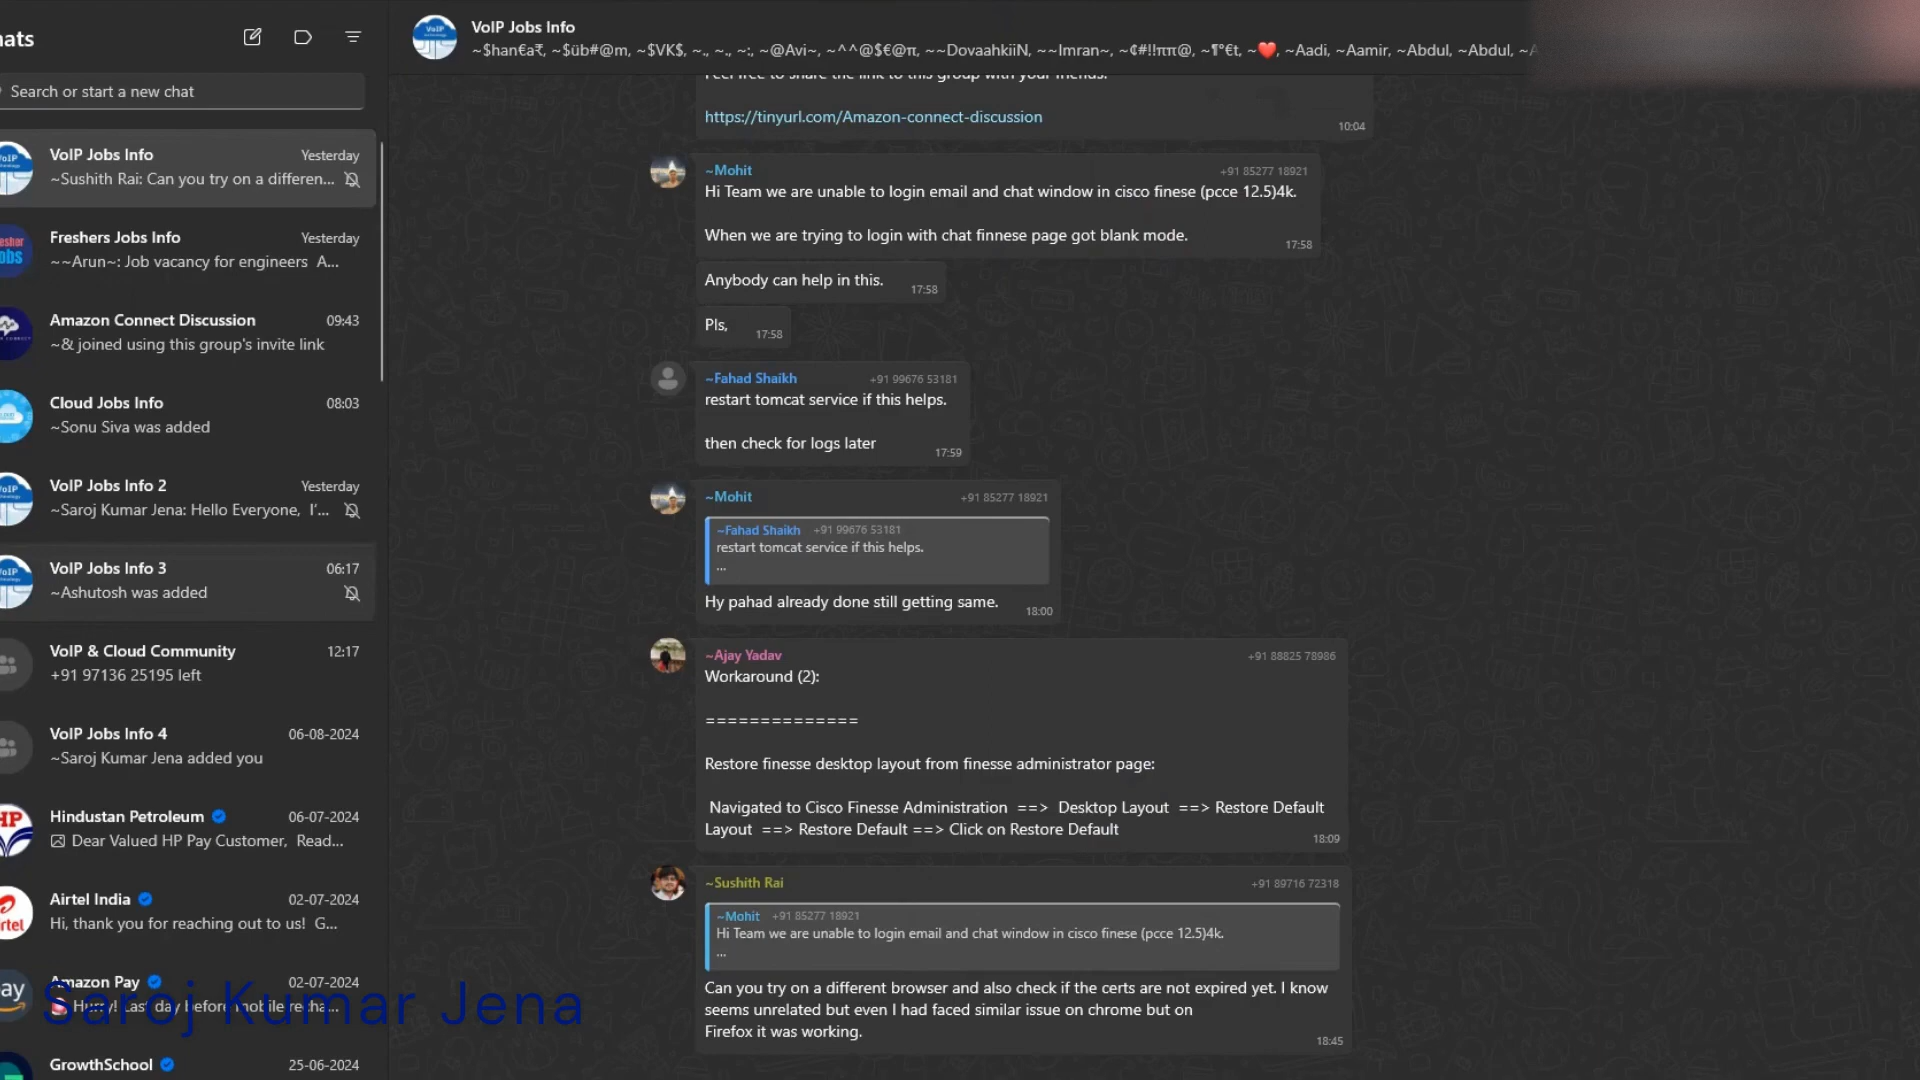 Search or start a new chat
VoIP Jobs Info
Yesterday
~Sushith Rai: Can you try on a differen...
Freshers Jobs Info
Yesterday
~~Arun~: Job vacancy for engineers A...
Amazon Connect Discussion
09:43
~& joined using this group's invite link
Cloud Jobs Info
08:03
~Sonu Siva was added
VoIP Jobs Info 2
Yesterday
~Saroj Kumar Jena: Hello Everyone, I'...
VoIP Jobs Info 3
06:17
~Ashutosh was added
VoIP & Cloud Community
12:17
+91 97136 25195 left
VoIP Jobs Info 4
06-08-2024
~Saroj Kumar Jena added you
Hindustan Petroleum
06-07-2024
Dear Valued HP Pay Customer, Read...
Airtel India
02-07-2024
Hi, thank you for reaching out to us! G...
Amazon Pay
02-07-2024
Hurry! Last day before mobile recha...
Saroj Kumar Jena
GrowthSchool
25-06-2024
VoIP Jobs Info
~$han€a₹, ~$üb#@m, ~$VK$, ~., ~., ~:, ~@Avi~, ~^^@$€@π, ~~DovaahkiiN, ~~Imran~, ~¢#!!ππ@, ~¶°€t, ~❤️, ~Aadi, ~Aamir, ~Abdul, ~Abdul, ~A
Feel free to share the link to this group with your friends.
https://tinyurl.com/Amazon-connect-discussion
10:04
~Mohit
+91 85277 18921
Hi Team we are unable to login email and chat window in cisco finese (pcce 12.5)4k.
When we are trying to login with chat finnese page got blank mode.
17:58
Anybody can help in this.
17:58
Pls,
17:58
~Fahad Shaikh
+91 99676 53181
restart tomcat service if this helps.
then check for logs later
17:59
~Mohit
+91 85277 18921
~Fahad Shaikh +91 99676 53181
restart tomcat service if this helps.
...
Hy pahad already done still getting same.
18:00
~Ajay Yadav
+91 88825 78986
Workaround (2):
==============
Restore finesse desktop layout from finesse administrator page:
Navigated to Cisco Finesse Administration ==> Desktop Layout ==> Restore Default
Layout ==> Restore Default ==> Click on Restore Default
18:09
~Sushith Rai
+91 89716 72318
~Mohit +91 85277 18921
Hi Team we are unable to login email and chat window in cisco finese (pcce 12.5)4k.
...
Can you try on a different browser and also check if the certs are not expired yet. I know
seems unrelated but even I had faced similar issue on chrome but on
Firefox it was working.
18:45